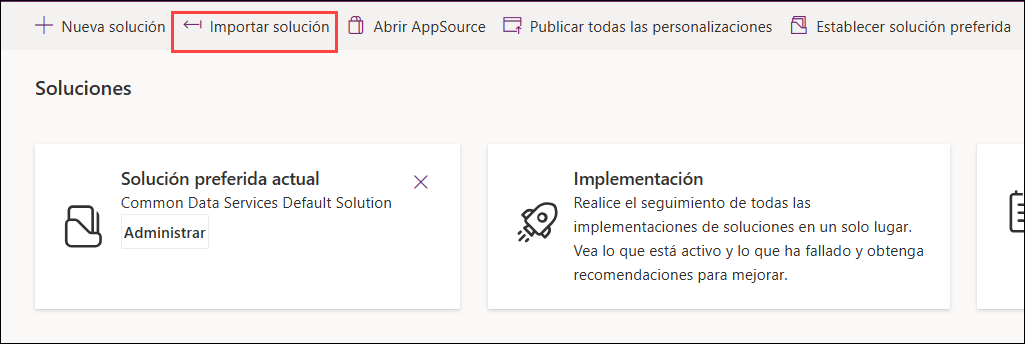 Nueva solución Importar solución Abrir AppSource Publicar todas las personalizaciones Establecer solución preferida
Soluciones
Solución preferida actual
Common Data Services Default Solution
Administrar
Implementación
Realice el seguimiento de todas las
implementaciones de soluciones en un solo lugar.
Vea lo que está activo y lo que ha fallado y obtenga
recomendaciones para mejorar.